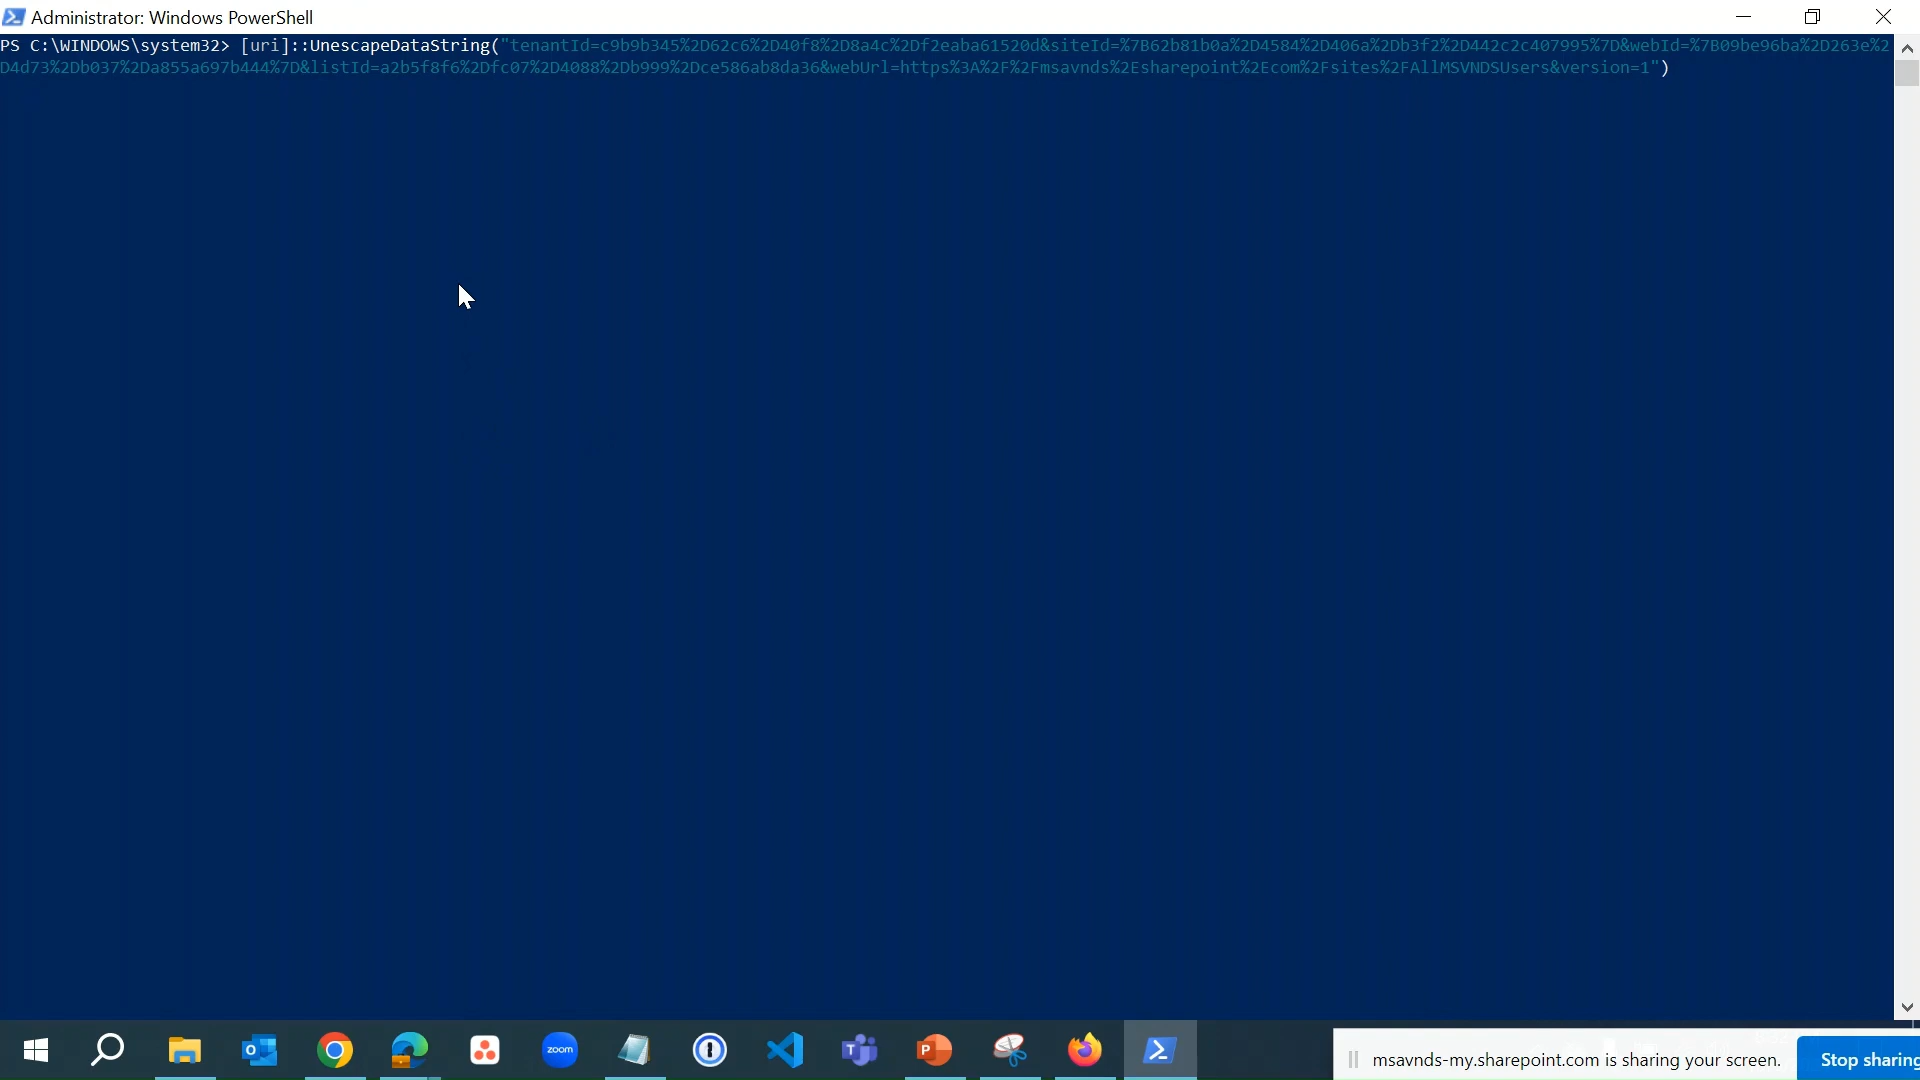 Administrator: Windows PowerShell
PS C:\WINDOWS\system32> [uri]::UnescapeDataString("tenantId=c9b9b345%2D62c6%2D40f8%2D8a4c%2Df2eaba61520d&siteId=%7B62b81b0a%2D4584%2D406a%2Db3f2%2D442c2c407995%7D&webId=%7B09be96ba%2D263e%2
D4d73%2Db037%2Da855a697b444%7D&listId=a2b5f8f6%2Dfc07%2D4088%2Db999%2Dce586ab8da36&webUrl=https%3A%2F%2Fmsavnds%2Esharepoint%2Ecom%2Fsites%2FAllMSVNDSUsers&version=1")
zoom
msavnds-my.sharepoint.com is sharing your screen.
Stop sharing